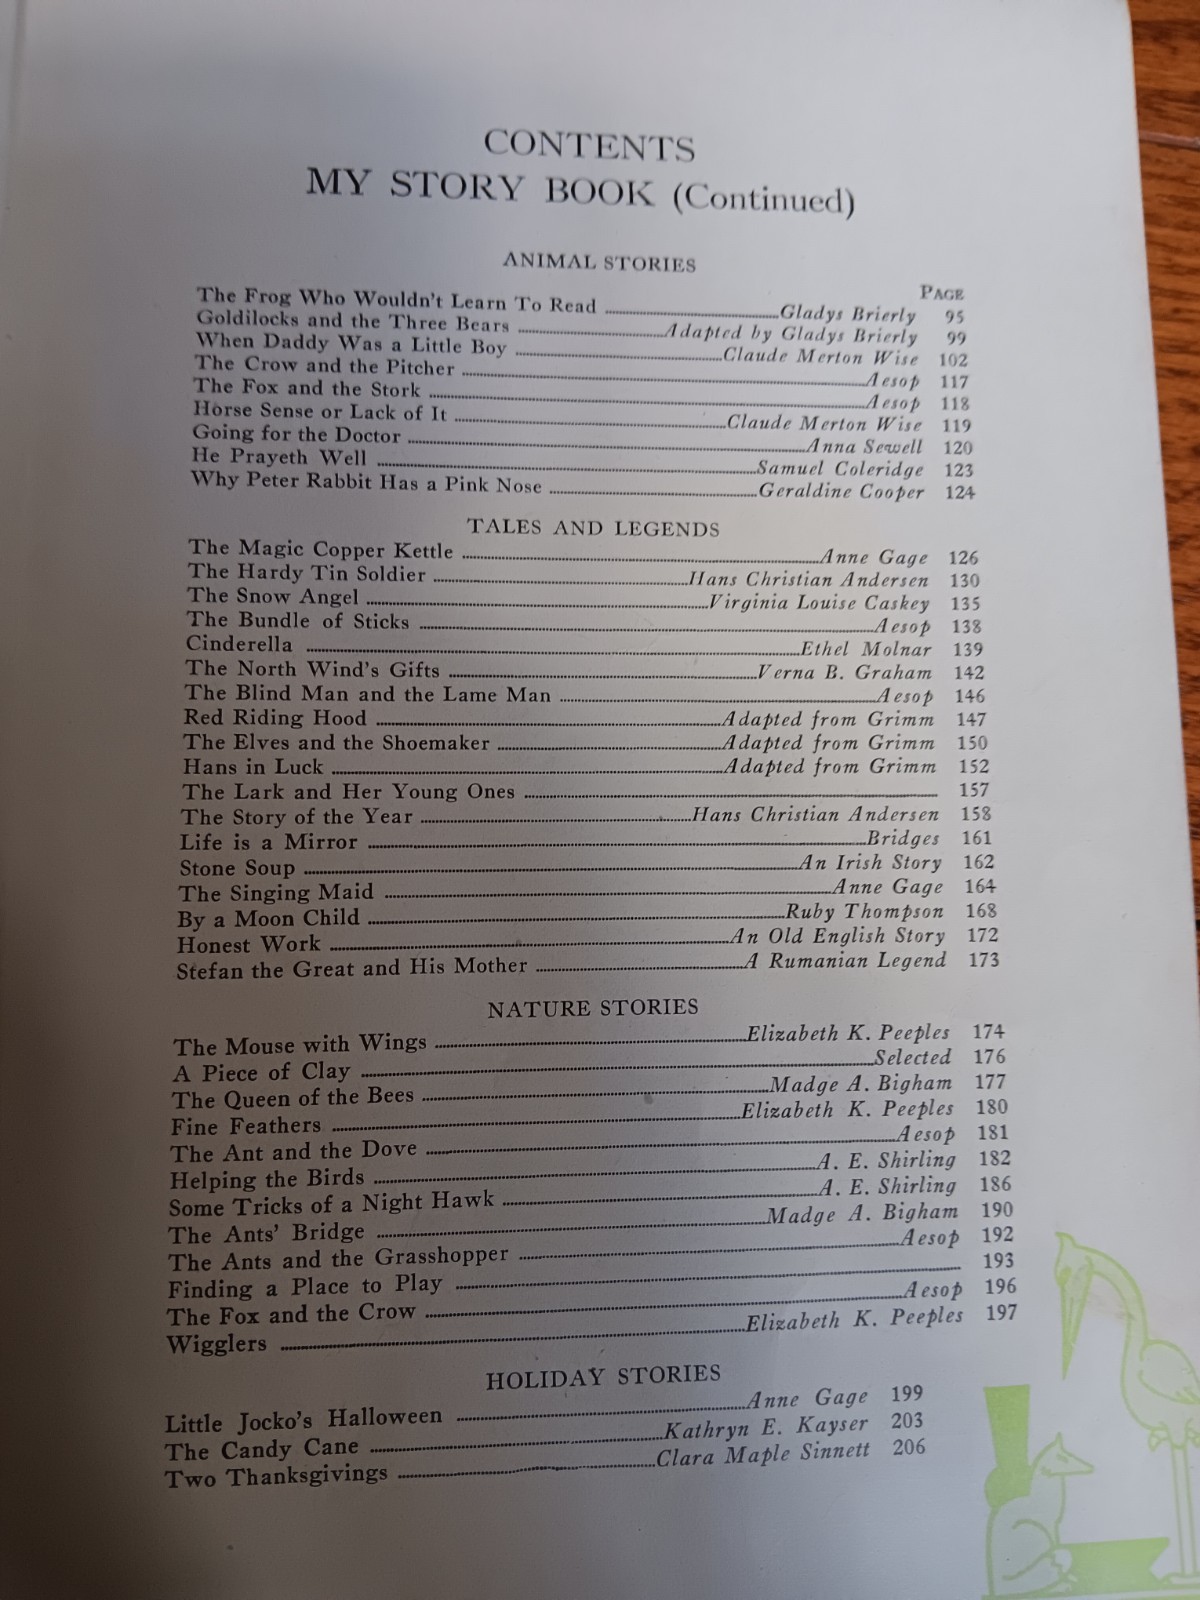 CONTENTS
MY STORY BOOK (Continued)
ANIMAL STORIES
PAGE
The Frog Who Wouldn't Learn To Read Gladys Brierly 95
Goldilocks and the Three Bears Adapted by Gladys Brierly 99
When Daddy Was a Little Boy Claude Merton Wise 102
The Crow and the Pitcher Aesop 117
The Fox and the Stork Aesop 118
Horse Sense or Lack of It Claude Merton Wise 119
Going for the Doctor Anna Sewell 120
He Prayeth Well Samuel Coleridge 123
Why Peter Rabbit Has a Pink Nose Geraldine Cooper 124
TALES AND LEGENDS
The Magic Copper Kettle Anne Gage 126
The Hardy Tin Soldier Hans Christian Andersen 130
The Snow Angel Virginia Louise Caskey 135
The Bundle of Sticks Aesop 138
Cinderella Ethel Molnar 139
The North Wind's Gifts Verna B. Graham 142
The Blind Man and the Lame Man Aesop 146
Red Riding Hood Adapted from Grimm 147
The Elves and the Shoemaker Adapted from Grimm 150
Hans in Luck Adapted from Grimm 152
The Lark and Her Young Ones 157
The Story of the Year Hans Christian Andersen 158
Life is a Mirror Bridges 161
Stone Soup An Irish Story 162
The Singing Maid Anne Gage 164
By a Moon Child Ruby Thompson 168
Honest Work An Old English Story 172
Stefan the Great and His Mother A Rumanian Legend 173
NATURE STORIES
The Mouse with Wings Elizabeth K. Peeples 174
A Piece of Clay Selected 176
The Queen of the Bees Madge A. Bigham 177
Fine Feathers Elizabeth K. Peeples 180
The Ant and the Dove Aesop 181
Helping the Birds A. E. Shirling 182
Some Tricks of a Night Hawk A. E. Shirling 186
The Ants' Bridge Madge A. Bigham 190
The Ants and the Grasshopper Aesop 192
Finding a Place to Play 193
The Fox and the Crow Aesop 196
Wigglers Elizabeth K. Peeples 197
HOLIDAY STORIES
Little Jocko's Halloween Anne Gage 199
The Candy Cane Kathryn E. Kayser 203
Two Thanksgivings Clara Maple Sinnett 206